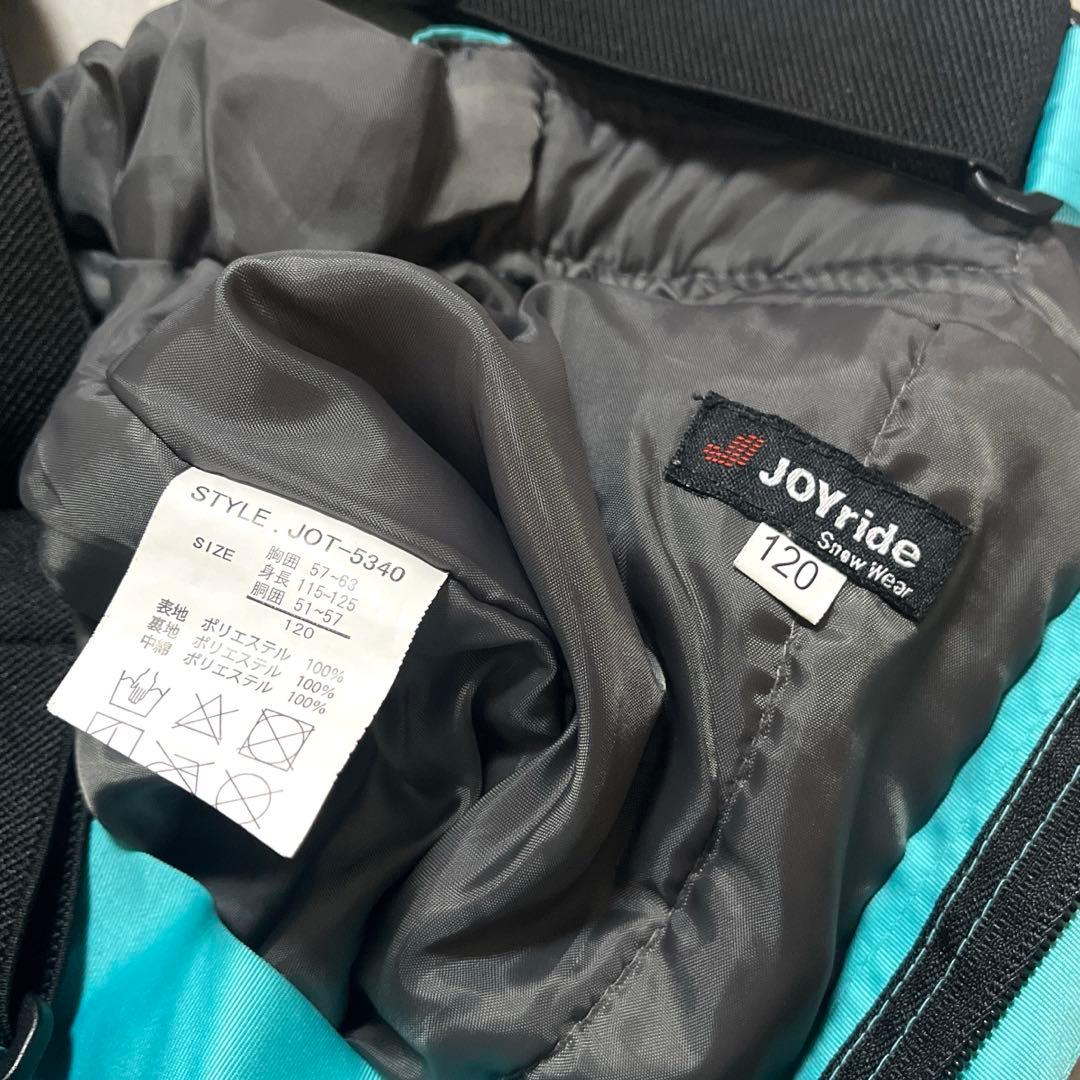 STYLE. JOT-5340
SIZE
胸囲 57~63
身長 115~125
胴囲 51~57
120
表地 ポリエステル 100%
裏地 ポリエステル 100%
中綿 ポリエステル 100%
JOYride
Snow Wear
120